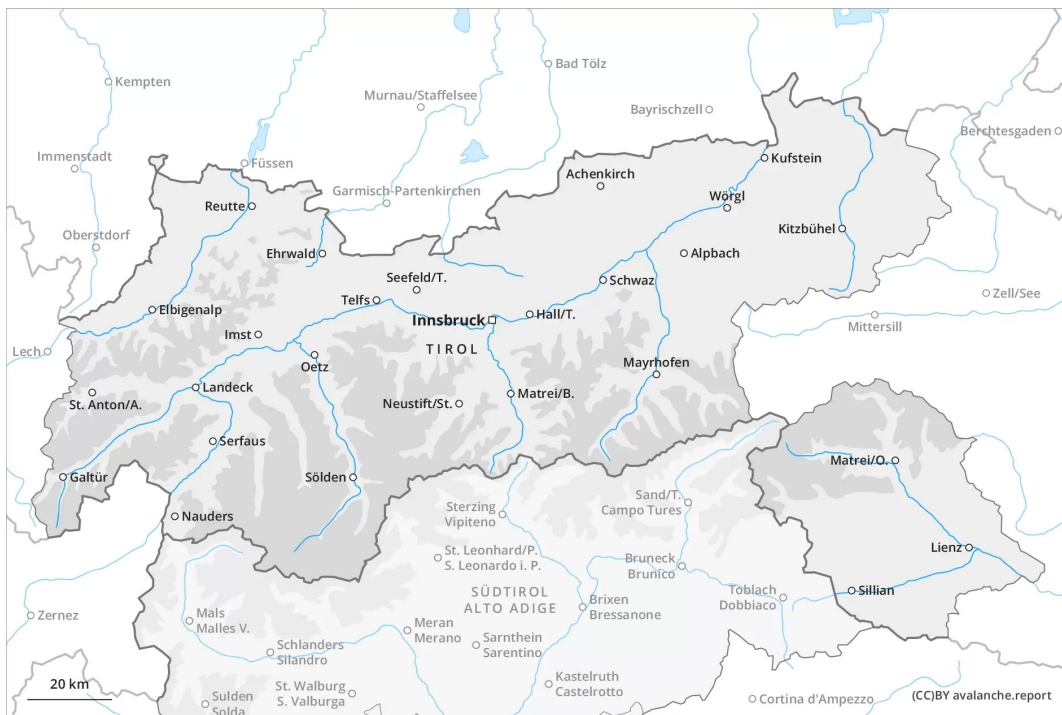 Bad Tölz
Kempten
Murnau/Staffelsee
Bayrischzell
Berchtesgaden
Immenstadt
Füssen
Kufstein
Achenkirch
Garmisch-Partenkirchen
Reutte
Wörgl
Kitzbühel
Oberstdorf
Ehrwald
Alpbach
Seefeld/T.
Schwaz
Zell/See
Telfs
Elbigenalp
Innsbruck
Hall/T.
Mittersill
Imst
TIROL
Lech
Oetz
Mayrhofen
Landeck
St. Anton/A.
Neustift/St.
Matrei/B.
Serfaus
Matrei/O.
Galtür
Sölden
Sand/T.
Campo Tures
Nauders
Sterzing
Vipiteno
Lienz
St. Leonhard/P.
S. Leonardo i. P.
Bruneck
Brunico
SÜDTIROL
ALTO ADIGE
Toblach
Dobbiaco
Sillian
Brixen
Bressanone
Zernez
Mals
Malles V.
Meran
Merano
Sarnthein
Sarentino
Schlanders
Silandro
20 km
St. Walburg
S. Valburga
Kastelruth
Castelrotto
Sulden
Solda
Cortina d'Ampezzo
(CC)BY avalanche.report